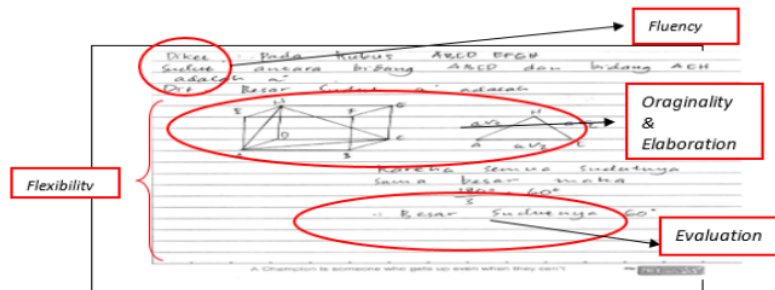 Fluency
Diket : Pada Kubus ABCD EFGH
Sudut antara bidang ABCD dan bidang ACH
adalah a°
Dit : Besar Sudut a° adalah
Oraginality
&
Elaboration
H
G
E
F
D
C
A
B
H
a√2
A
a√2
C
Flexibility
Karena semua sudutnya
sama besar maka
180°/3 = 60°
∴ Besar Sudutnya 60°
Evaluation
A Champion is someone who gets up even when they can't